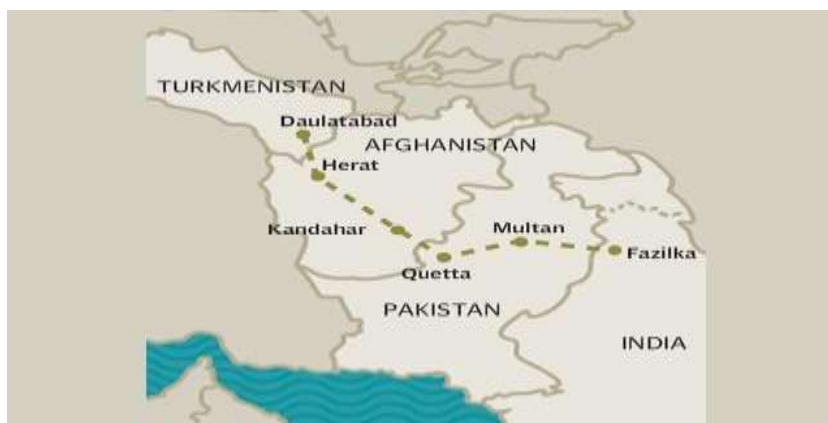 TURKMENISTAN
Daulatabad
AFGHANISTAN
Herat
Kandahar
Multan
Fazilka
Quetta
PAKISTAN
INDIA